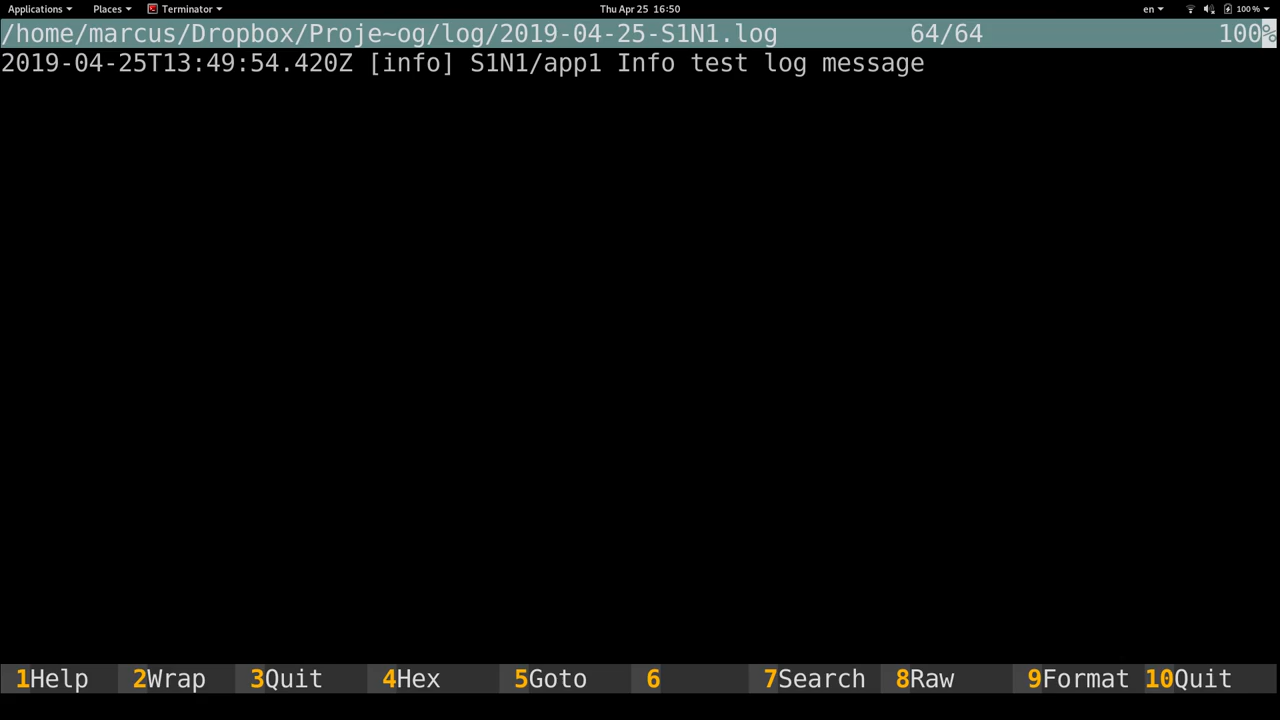 Applications Places Terminator Thu Apr 25 16:50 en 100%
/home/marcus/Dropbox/Proje~og/log/2019-04-25-S1N1.log 64/64 100%
2019-04-25T13:49:54.420Z [info] S1N1/app1 Info test log message
1Help 2Wrap 3Quit 4Hex 5Goto 6 7Search 8Raw 9Format 10Quit